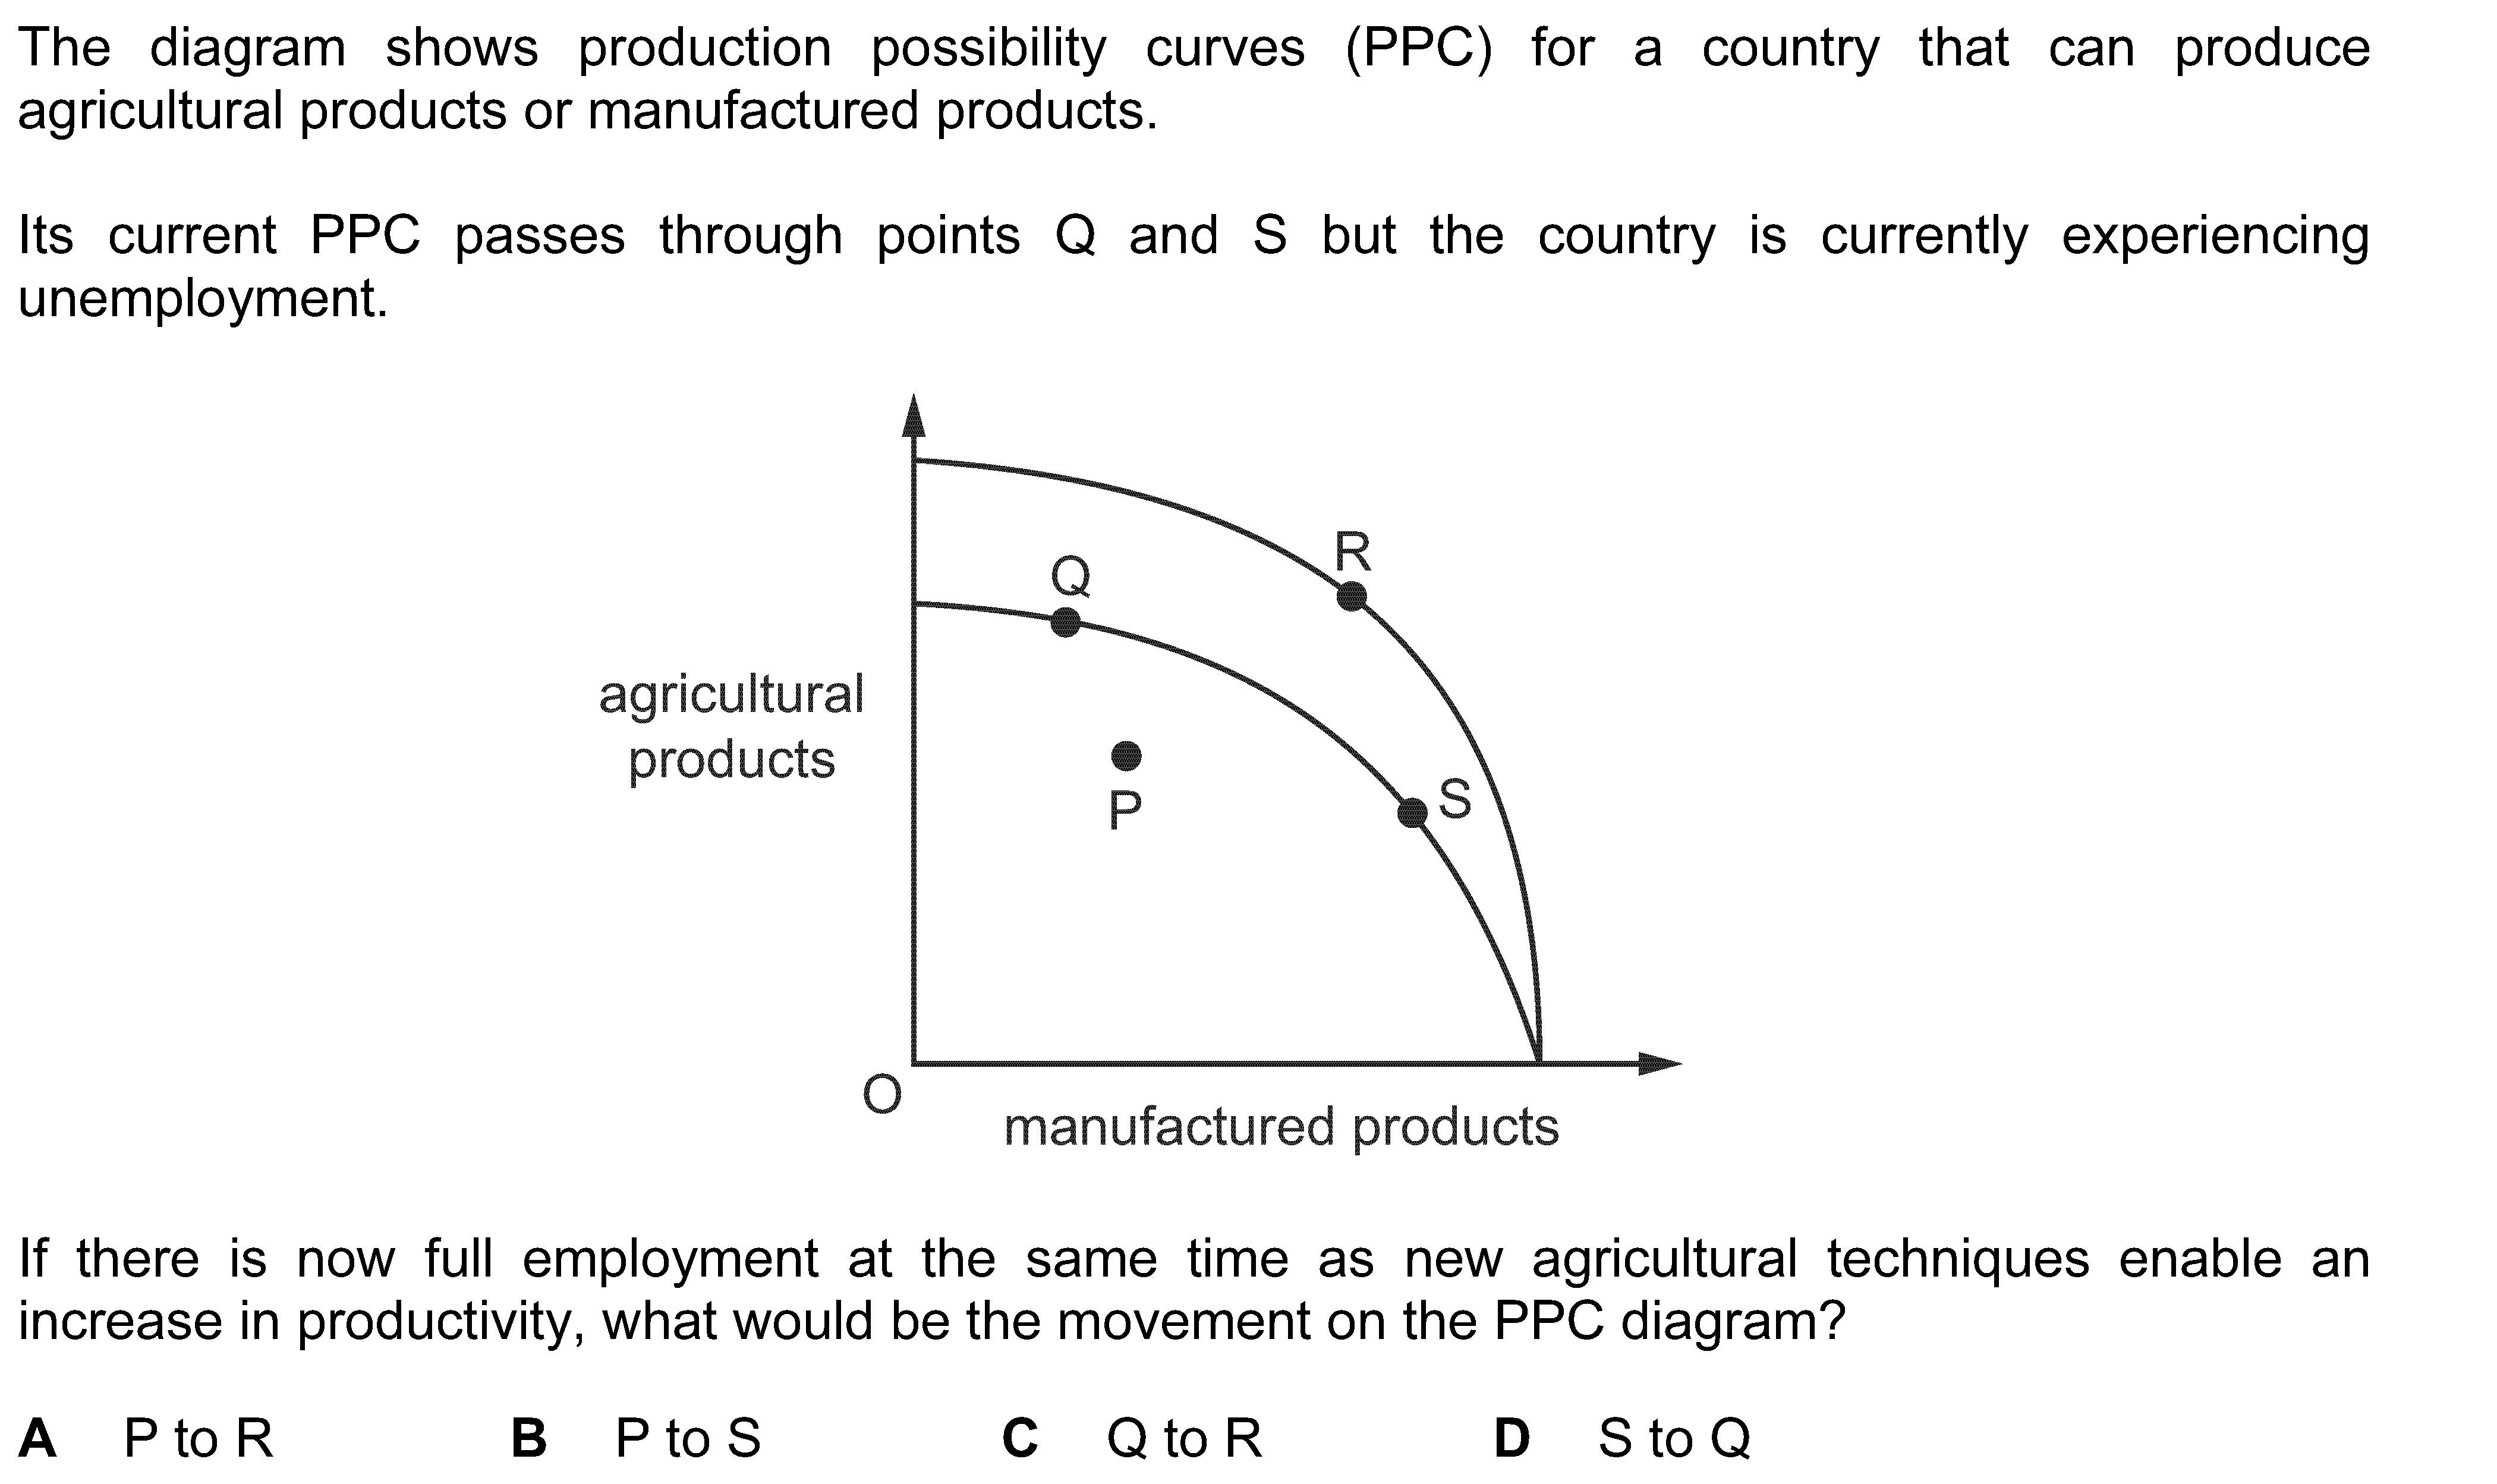 The diagram shows production possibility curves (PPC) for a country that can produce
agricultural products or manufactured products.
Its current PPC passes through points Q and S but the country is currently experiencing
unemployment.
R
Q
agricultural
products
P
S
O
manufactured products
If there is now full employment at the same time as new agricultural techniques enable an
increase in productivity, what would be the movement on the PPC diagram?
A P to R B P to S C Q to R D S to Q